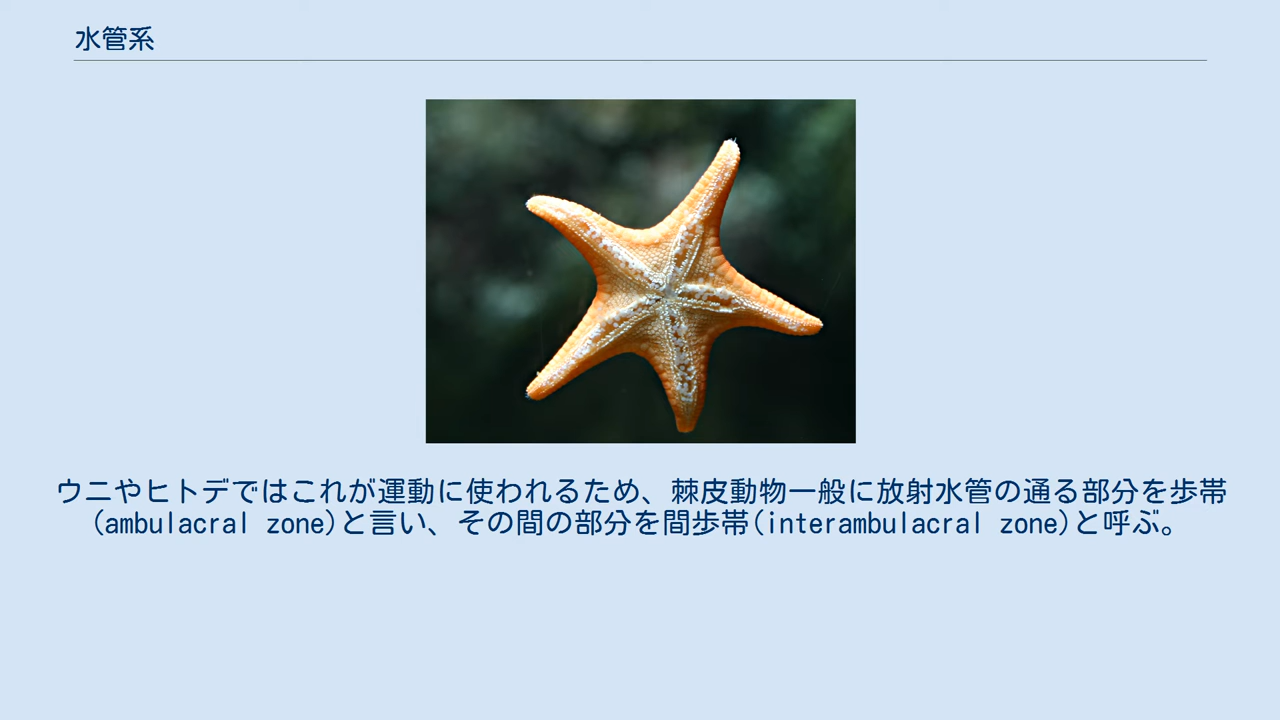 水管系
ウニやヒトデではこれが運動に使われるため、棘皮動物一般に放射水管の通る部分を歩帯
(ambulacral zone)と言い、その間の部分を間歩帯(interambulacral zone)と呼ぶ。